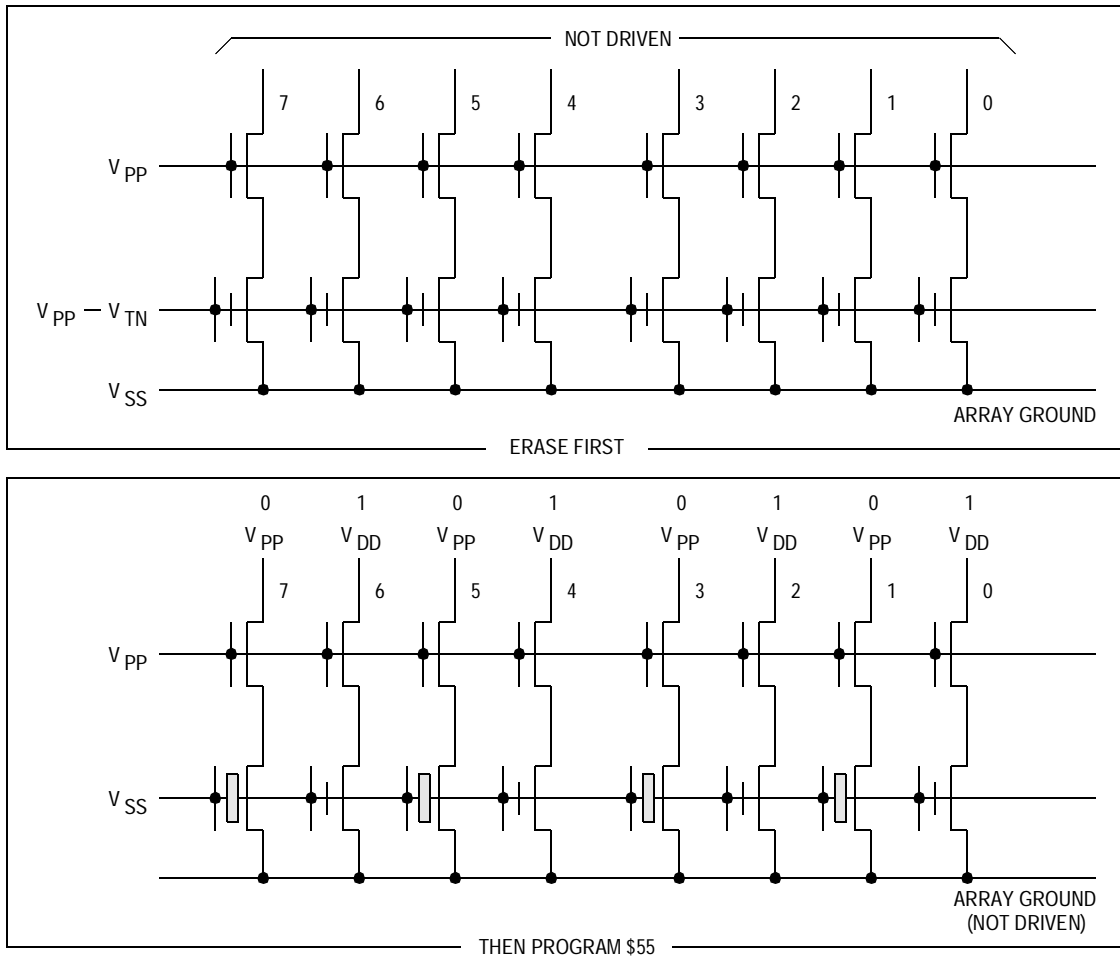 NOT DRIVEN
7 6 5 4 3 2 1 0
V PP
V PP – V TN
V SS
ARRAY GROUND
ERASE FIRST
0 1 0 1 0 1 0 1
V PP V DD V PP V DD V PP V DD V PP V DD
7 6 5 4 3 2 1 0
V PP
V SS
ARRAY GROUND
(NOT DRIVEN)
THEN PROGRAM $55